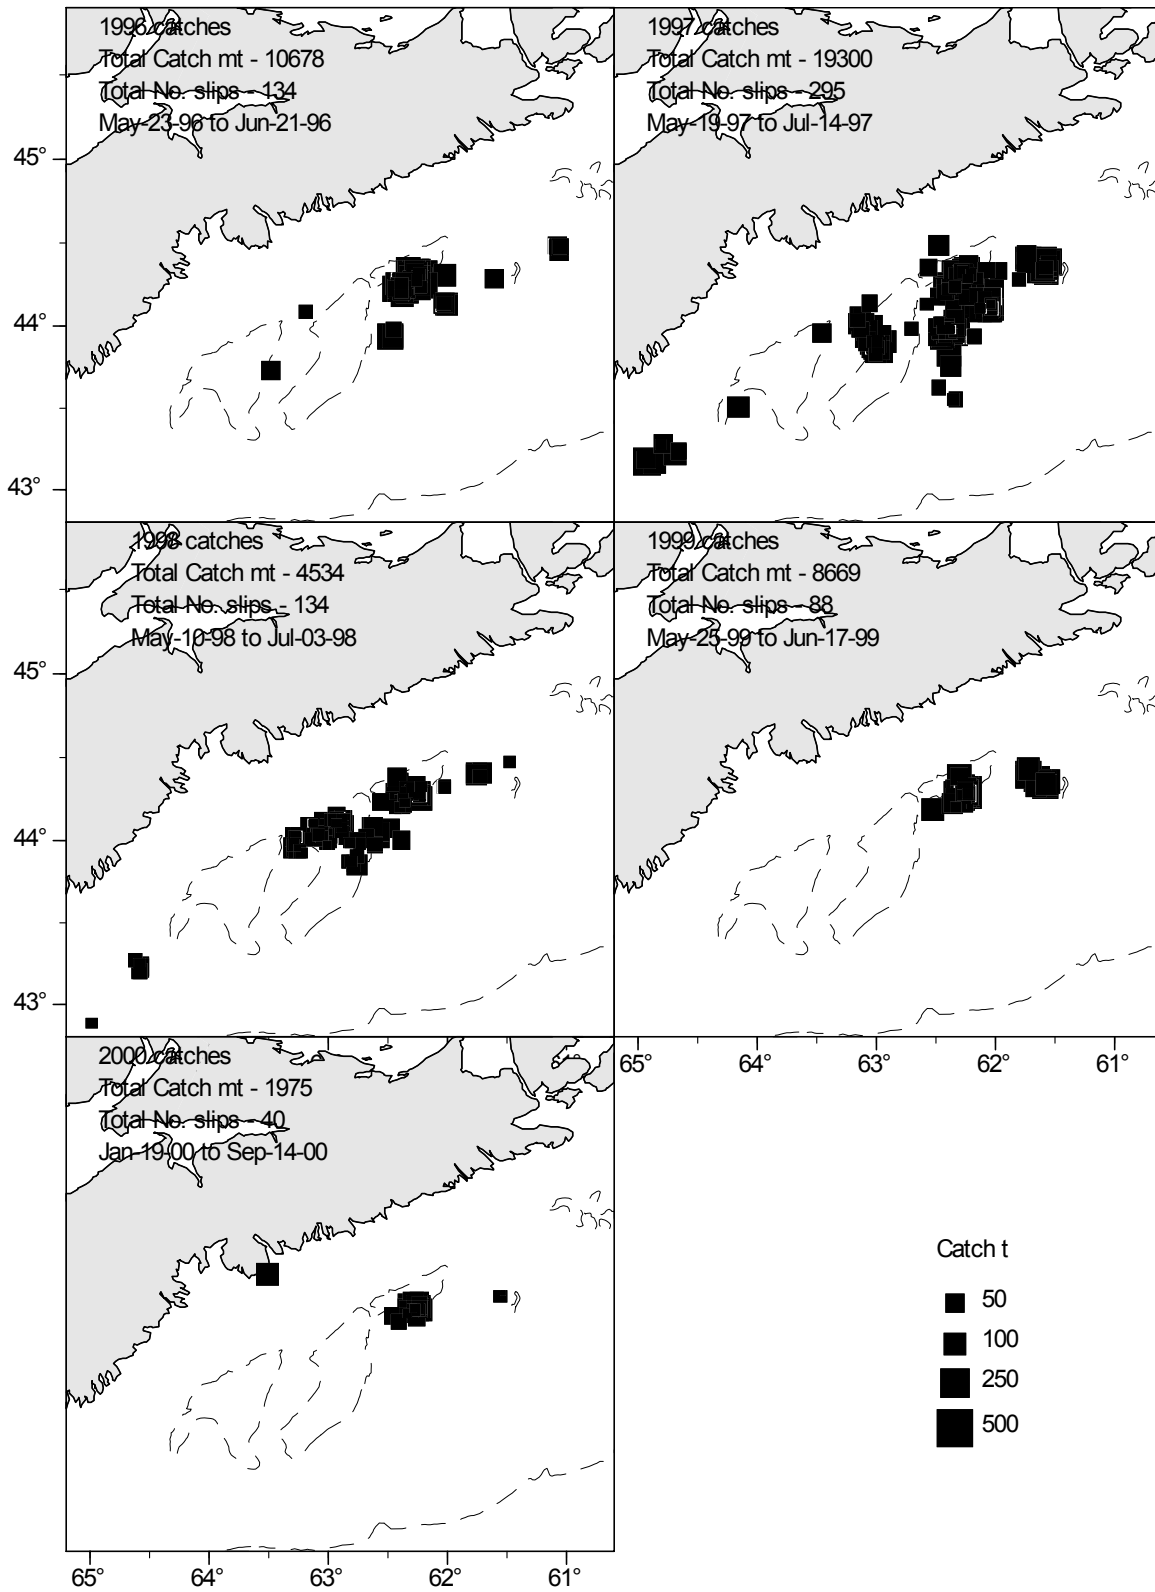 1996 catches
Total Catch mt - 10678
Total No. slips - 134
May-23-96 to Jun-21-96
1997 catches
Total Catch mt - 19300
Total No. slips - 295
May-19-97 to Jul-14-97
45°
44°
43°
1998 catches
Total Catch mt - 4534
Total No. slips - 134
May-10-98 to Jul-03-98
1999 catches
Total Catch mt - 8669
Total No. slips - 88
May-25-99 to Jun-17-99
45°
44°
43°
65° 64° 63° 62° 61°
2000 catches
Total Catch mt - 1975
Total No. slips - 40
Jan-19-00 to Sep-14-00
Catch t
50
100
250
500
65° 64° 63° 62° 61°